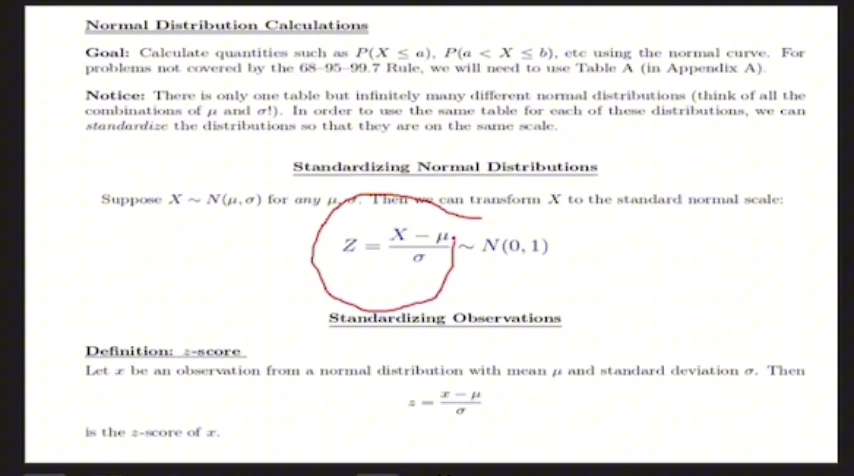 Normal Distribution Calculations
Goal: Calculate quantities such as P(X ≤ a), P(a < X ≤ b), etc using the normal curve. For
problems not covered by the 68–95–99.7 Rule, we will need to use Table A (in Appendix A).
Notice: There is only one table but infinitely many different normal distributions (think of all the
combinations of μ and σ!). In order to use the same table for each of these distributions, we can
standardize the distributions so that they are on the same scale.
Standardizing Normal Distributions
Suppose X ~ N(μ, σ) for any μ, σ. Then we can transform X to the standard normal scale:
Z = (X − μ)/σ ~ N(0, 1)
Standardizing Observations
Definition: z-score
Let x be an observation from a normal distribution with mean μ and standard deviation σ. Then
z = (x − μ)/σ
is the z-score of x.